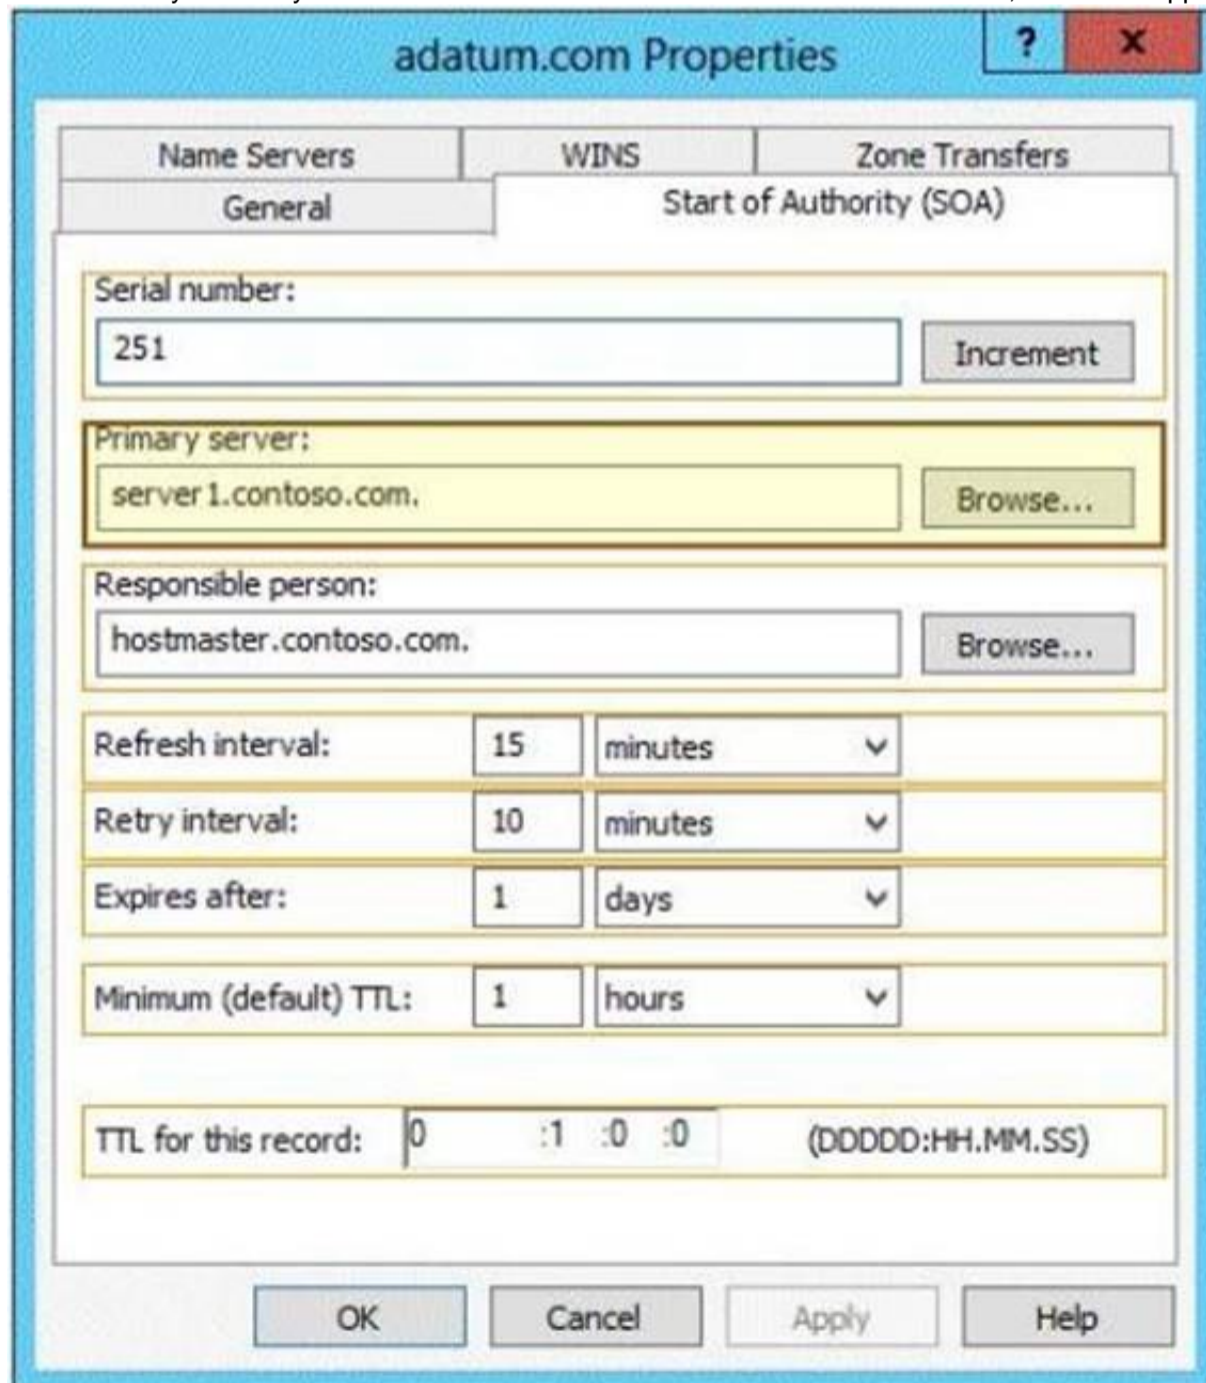 adatum.com Properties ? x
Name Servers WINS Zone Transfers
General Start of Authority (SOA)
Serial number:
251 Increment
Primary server:
server1.contoso.com. Browse...
Responsible person:
hostmaster.contoso.com. Browse...
Refresh interval: 15 minutes
Retry interval: 10 minutes
Expires after: 1 days
Minimum (default) TTL: 1 hours
TTL for this record: 0 :1 :0 :0 (DDDDD:HH.MM.SS)
OK Cancel Apply Help